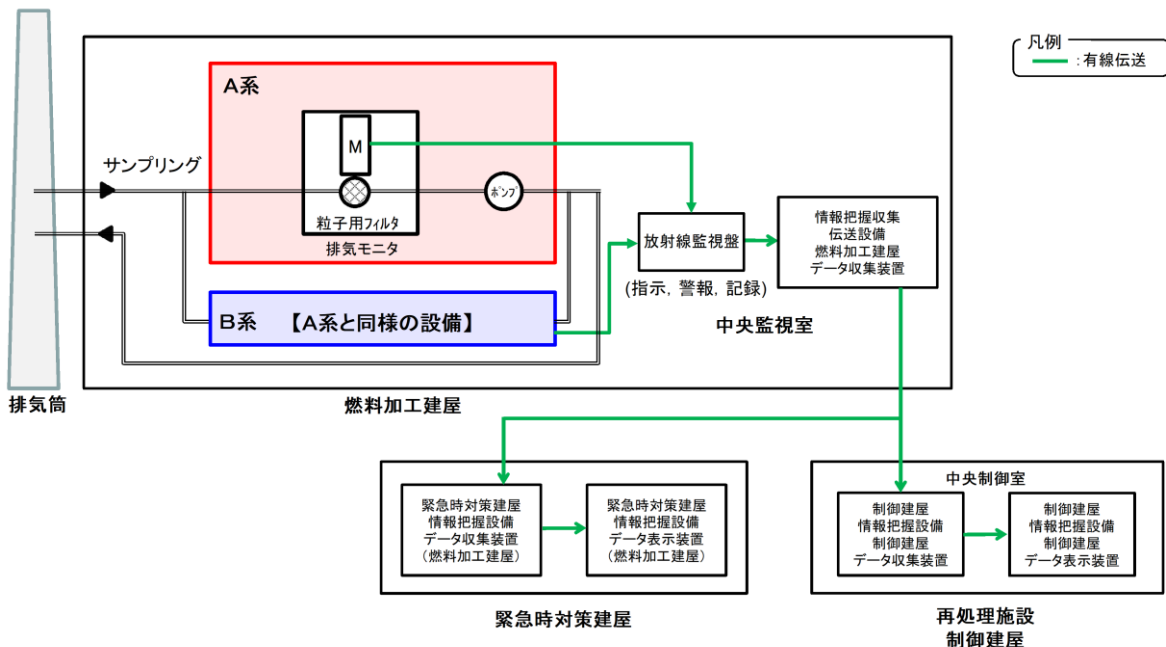 凡例
:有線伝送
A系
M
サンプリング
ポンプ
粒子用フィルタ
排気モニタ
放射線監視盤
(指示, 警報, 記録)
情報把握収集
伝送設備
燃料加工建屋
データ収集装置
中央監視室
B系 【A系と同様の設備】
排気筒
燃料加工建屋
緊急時対策建屋
情報把握設備
データ収集装置
(燃料加工建屋)
緊急時対策建屋
情報把握設備
データ表示装置
(燃料加工建屋)
緊急時対策建屋
中央制御室
制御建屋
情報把握設備
制御建屋
データ収集装置
制御建屋
情報把握設備
制御建屋
データ表示装置
再処理施設
制御建屋